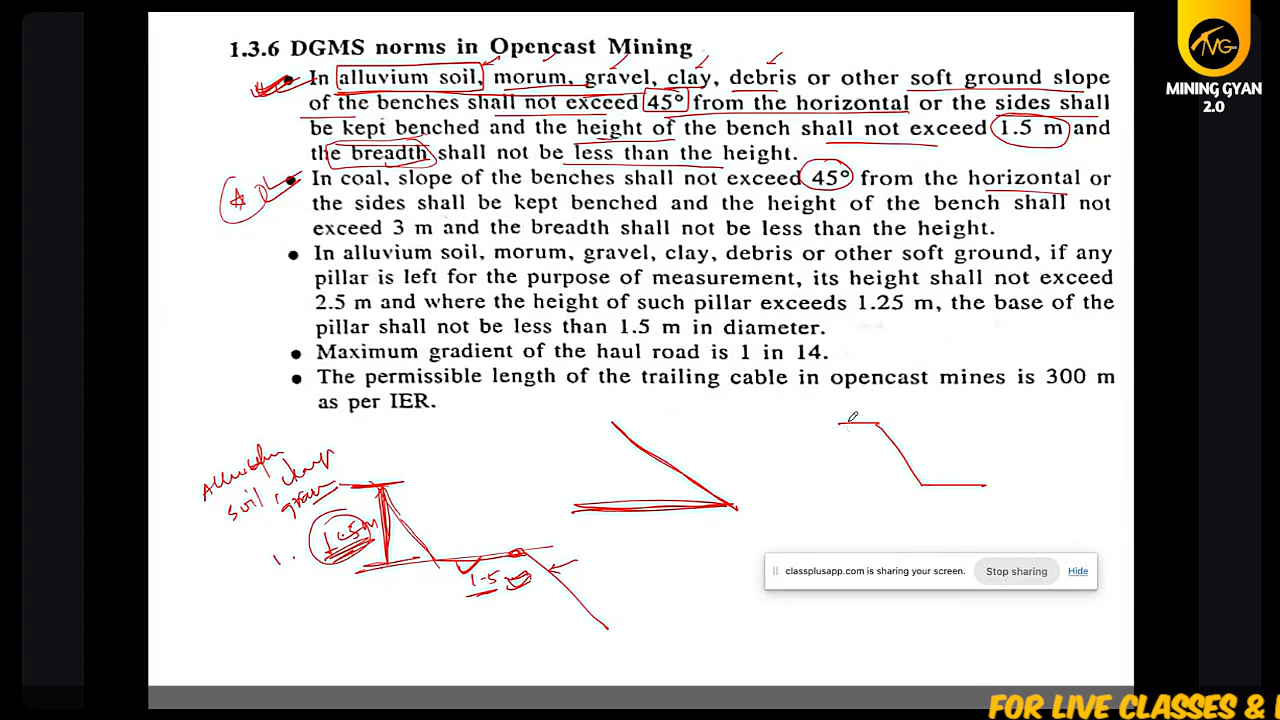 1.3.6 DGMS norms in Opencast Mining
• In alluvium soil, morum, gravel, clay, debris or other soft ground slope
of the benches shall not exceed 45° from the horizontal or the sides shall
be kept benched and the height of the bench shall not exceed 1.5 m and
the breadth shall not be less than the height.
• In coal, slope of the benches shall not exceed 45° from the horizontal or
the sides shall be kept benched and the height of the bench shall not
exceed 3 m and the breadth shall not be less than the height.
• In alluvium soil, morum, gravel, clay, debris or other soft ground, if any
pillar is left for the purpose of measurement, its height shall not exceed
2.5 m and where the height of such pillar exceeds 1.25 m, the base of the
pillar shall not be less than 1.5 m in diameter.
• Maximum gradient of the haul road is 1 in 14.
• The permissible length of the trailing cable in opencast mines is 300 m
as per IER.
soil,
1.5m
1-5
classplusapp.com is sharing your screen. Stop sharing Hide
MG
MINING GYAN
2.0
FOR LIVE CLASSES &